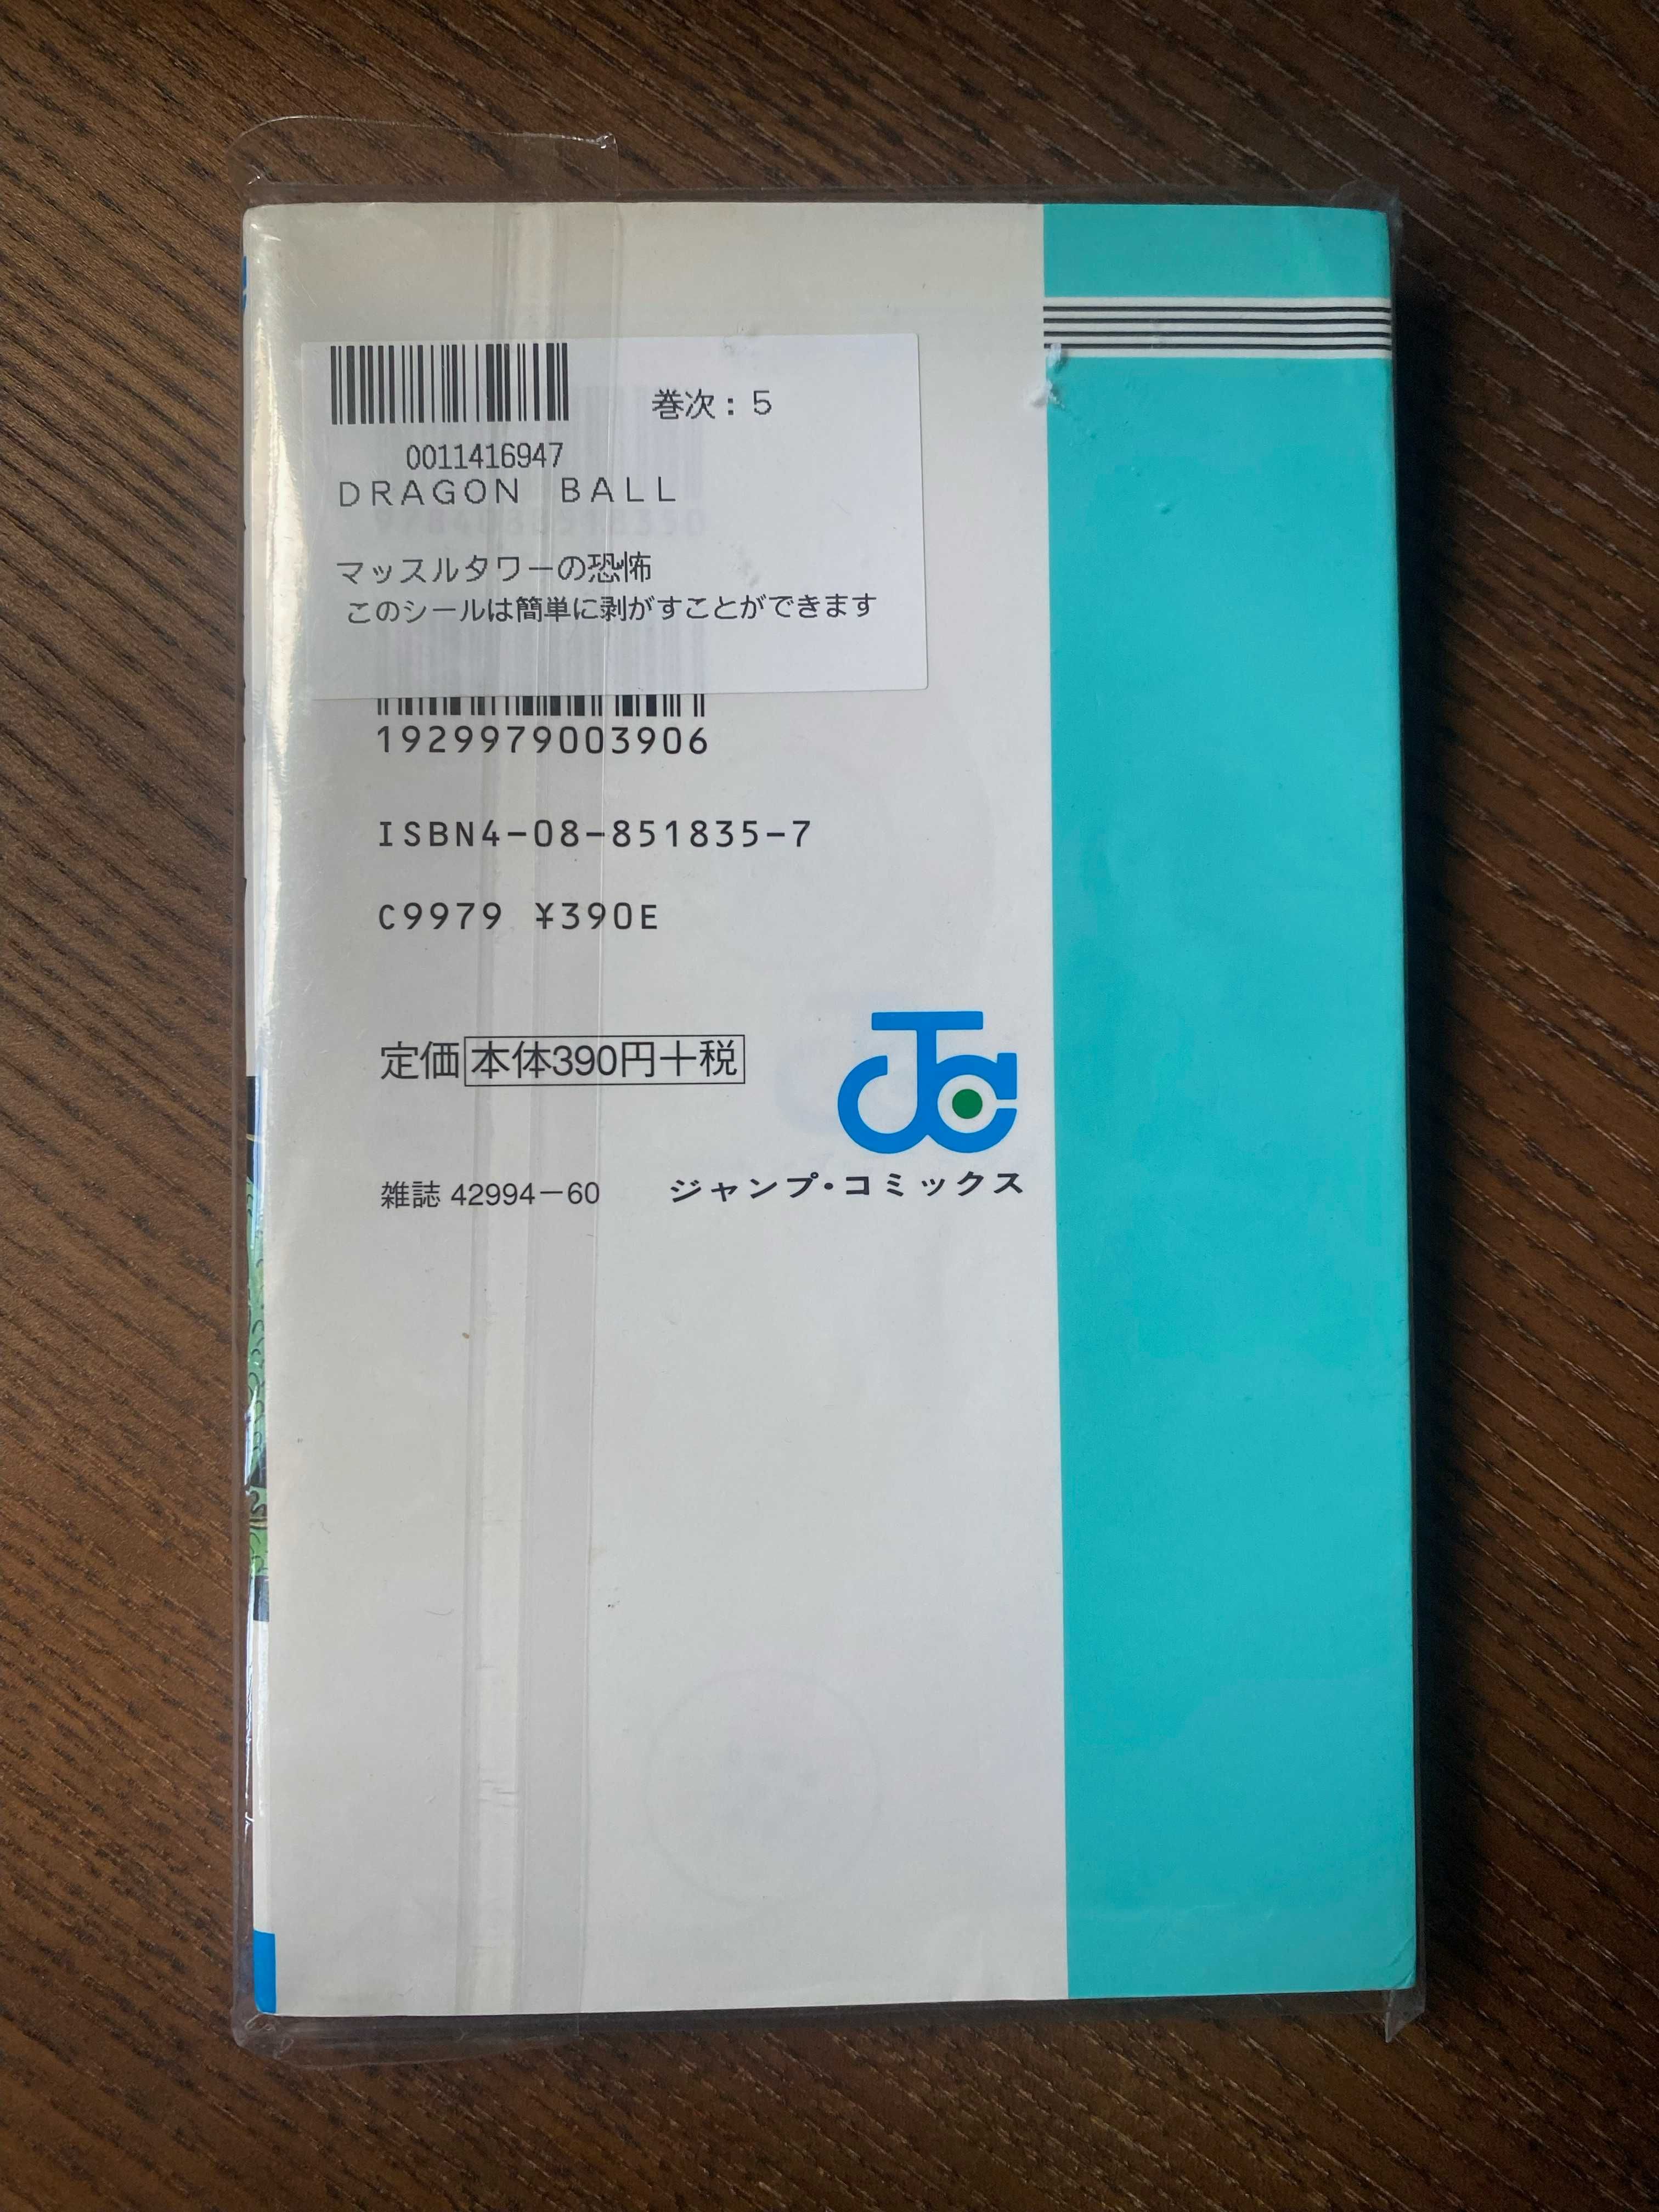 巻次：5
0011416947
DRAGON BALL
9784088518350
マッスルタワーの恐怖
このシールは簡単に剥がすことができます
1929979003906
ISBN4-08-851835-7
C9979 ¥390E
定価 本体390円+税
雑誌 42994-60
ジャンプ・コミックス